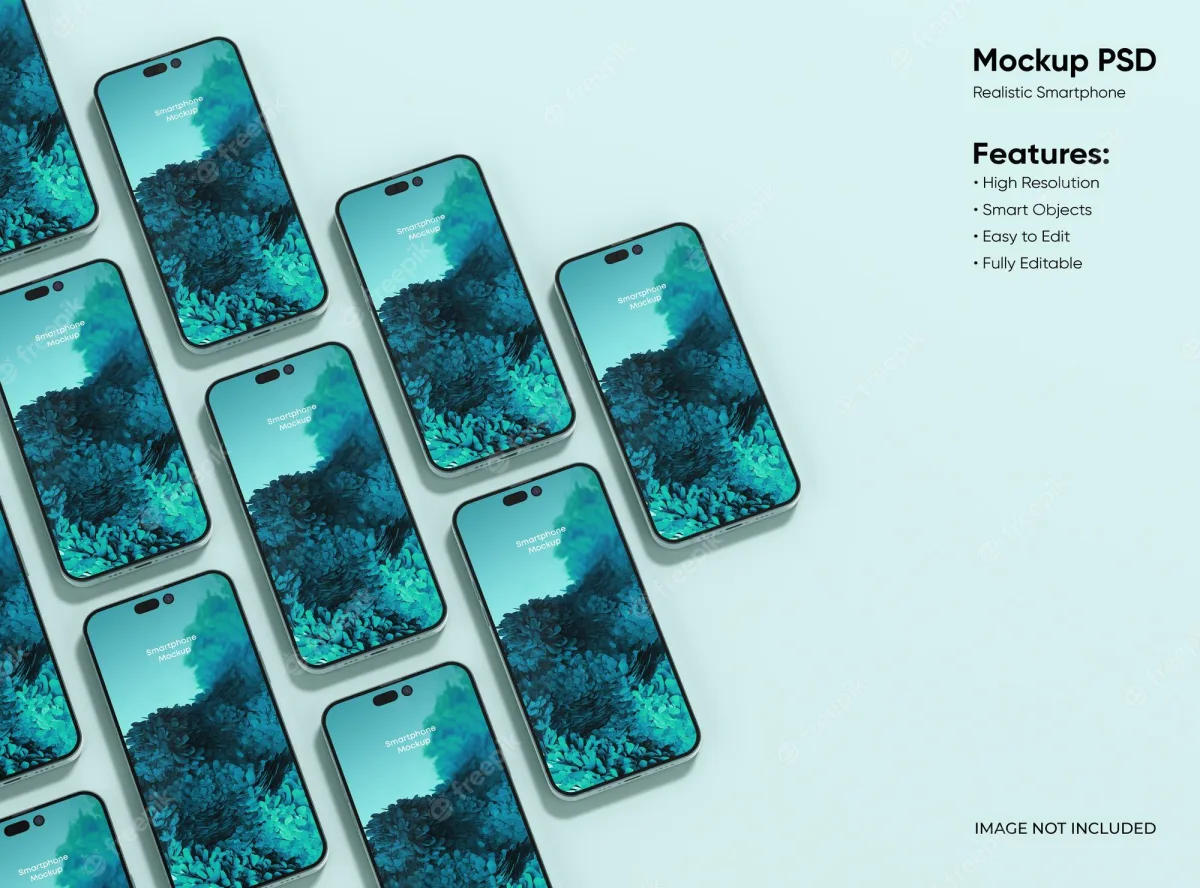 Mockup PSD
Realistic Smartphone
Features:
• High Resolution
• Smart Objects
• Easy to Edit
• Fully Editable
Smartphone
Mockup
Smartphone
Mockup
Smartphone
Mockup
Smartphone
Mockup
Smartphone
Mockup
Smartphone
Mockup
Smartphone
Mockup
Smartphone
Mockup
Smartphone
Mockup
IMAGE NOT INCLUDED
freepik